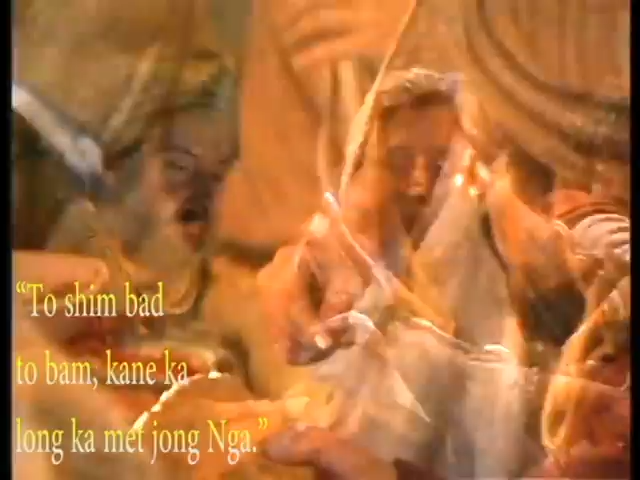 “To shim bad
to bam, kane ka
long ka met jong Nga.”